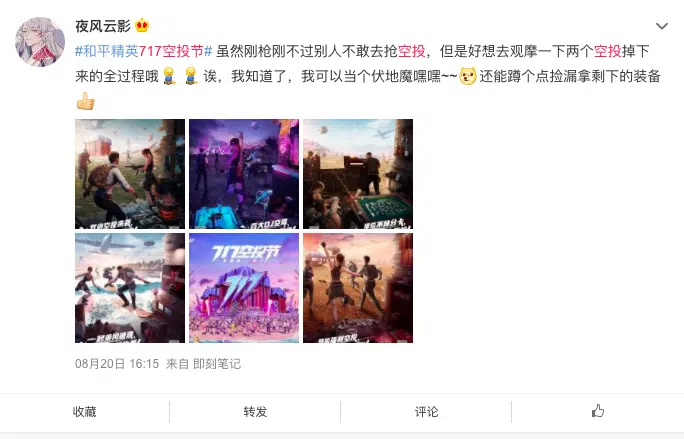 夜风云影
#和平精英717空投节# 虽然刚枪刚不过别人不敢去抢空投，但是好想去观摩一下两个空投掉下
来的全过程哦 诶，我知道了，我可以当个伏地魔嘿嘿~~ 还能蹲个点捡漏拿剩下的装备
717空投节
717
08月20日 16:15 来自 即刻笔记
收藏
转发
评论